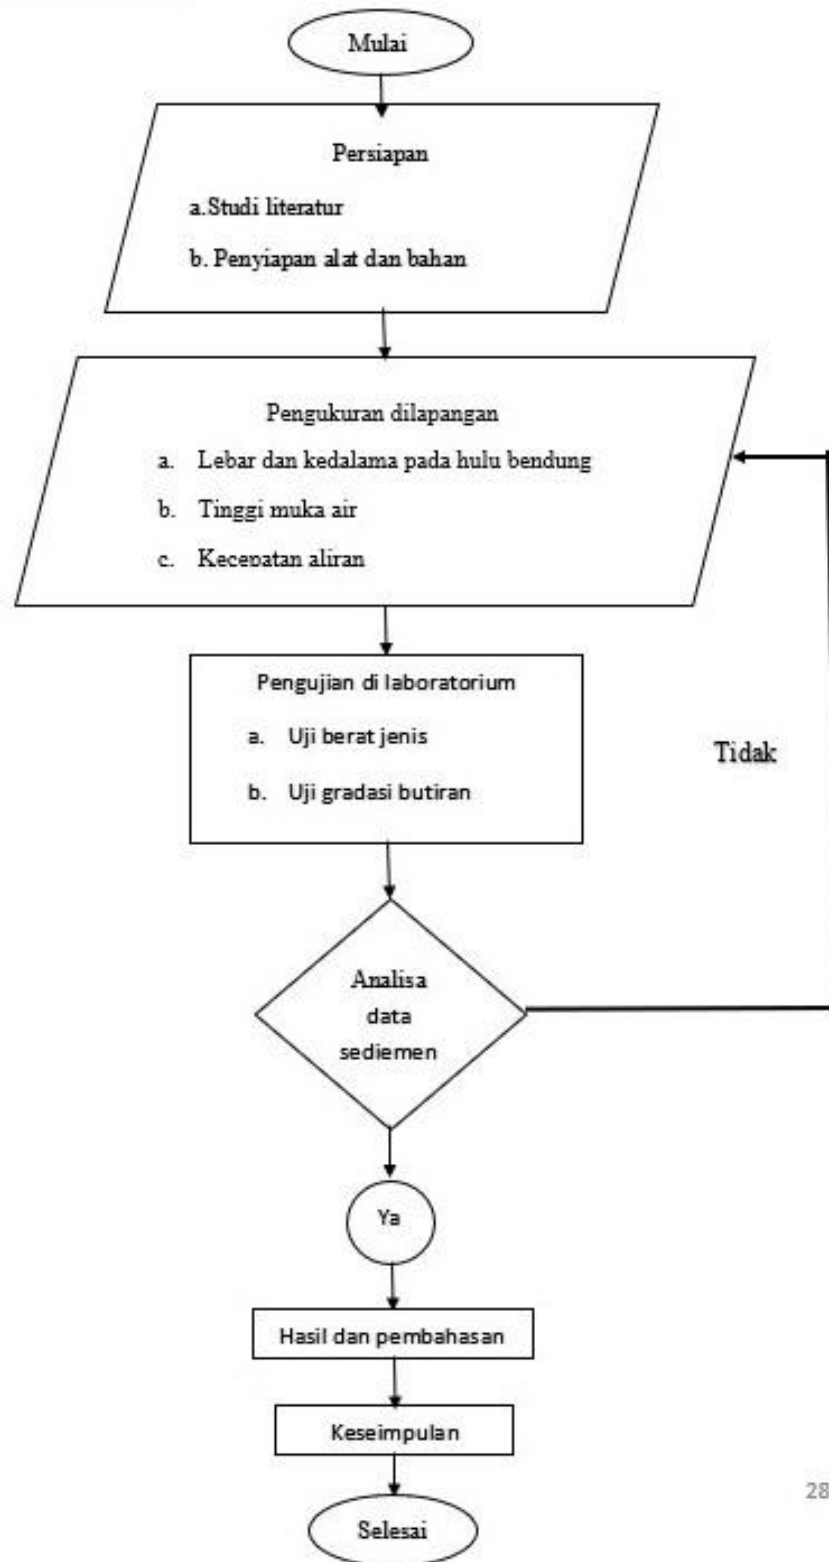 Mulai
Persiapan
a.Studi literatur
b. Penyiapan alat dan bahan
Pengukuran dilapangan
a. Lebar dan kedalama pada hulu bendung
b. Tinggi muka air
c. Kecepatan aliran
Pengujian di laboratorium
a. Uji berat jenis
b. Uji gradasi butiran
Tidak
Analisa
data
sediemen
Ya
Hasil dan pembahasan
Keseimpulan
28
Selesai